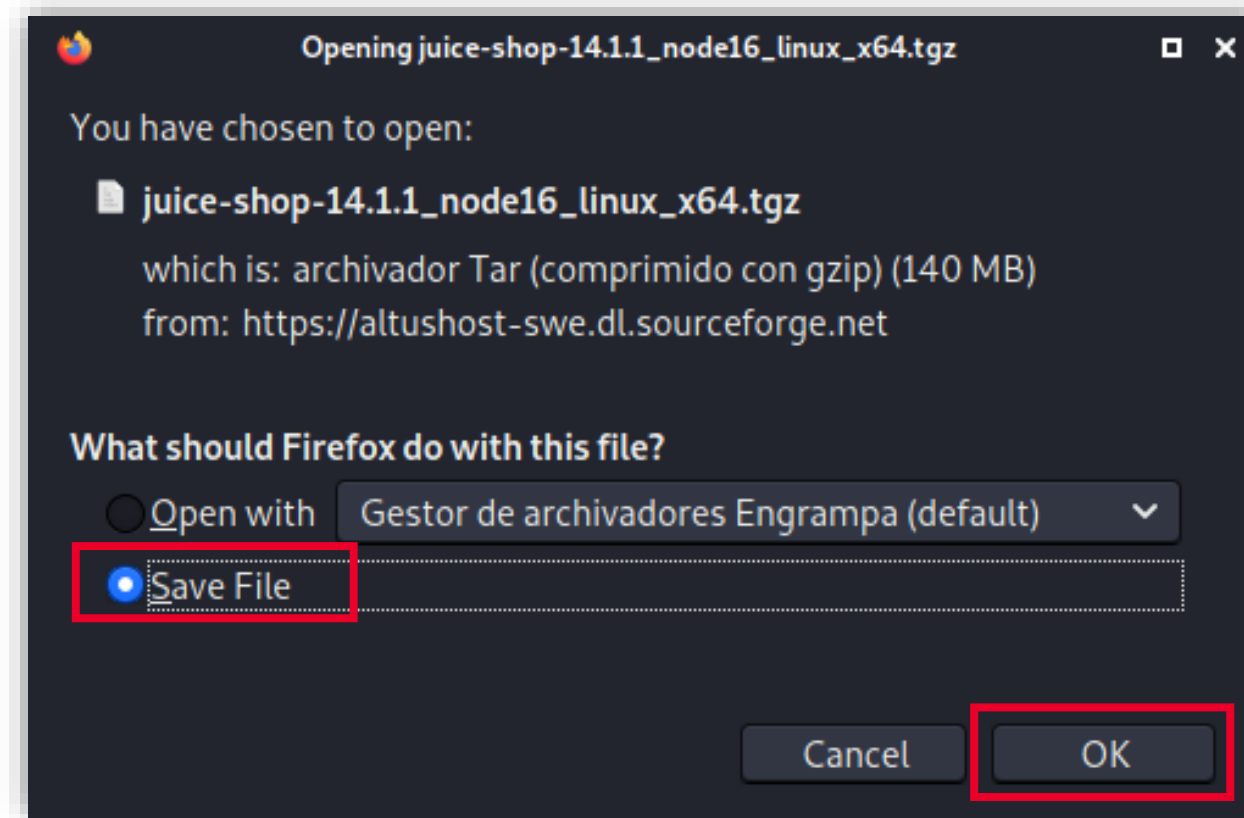 Opening juice-shop-14.1.1_node16_linux_x64.tgz
You have chosen to open:
juice-shop-14.1.1_node16_linux_x64.tgz
which is: archivador Tar (comprimido con gzip) (140 MB)
from: https://altushost-swe.dl.sourceforge.net
What should Firefox do with this file?
Open with Gestor de archivadores Engrampa (default)
Save File
Cancel OK